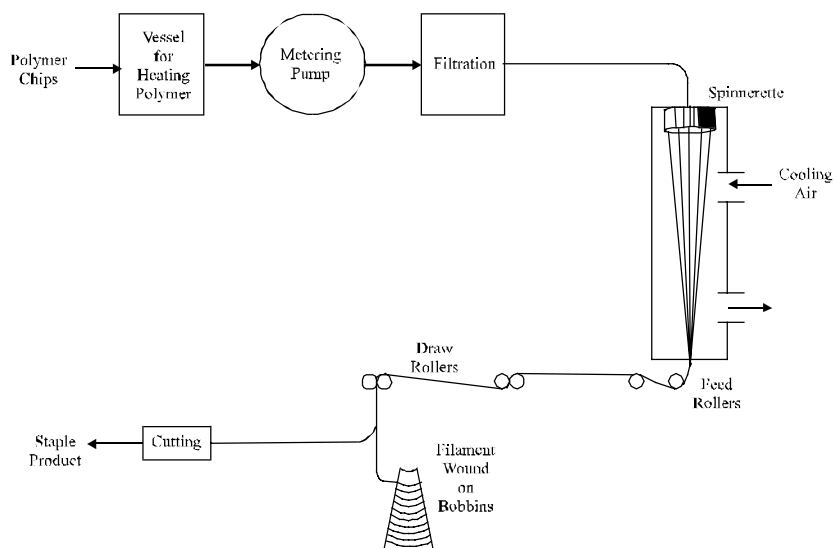 Polymer
Chips
Vessel
for
Heating
Polymer
Metering
Pump
Filtration
Spinnerette
Cooling
Air
Draw
Rollers
Feed
Rollers
Staple
Product
Cutting
Filament
Wound
on
Bobbins